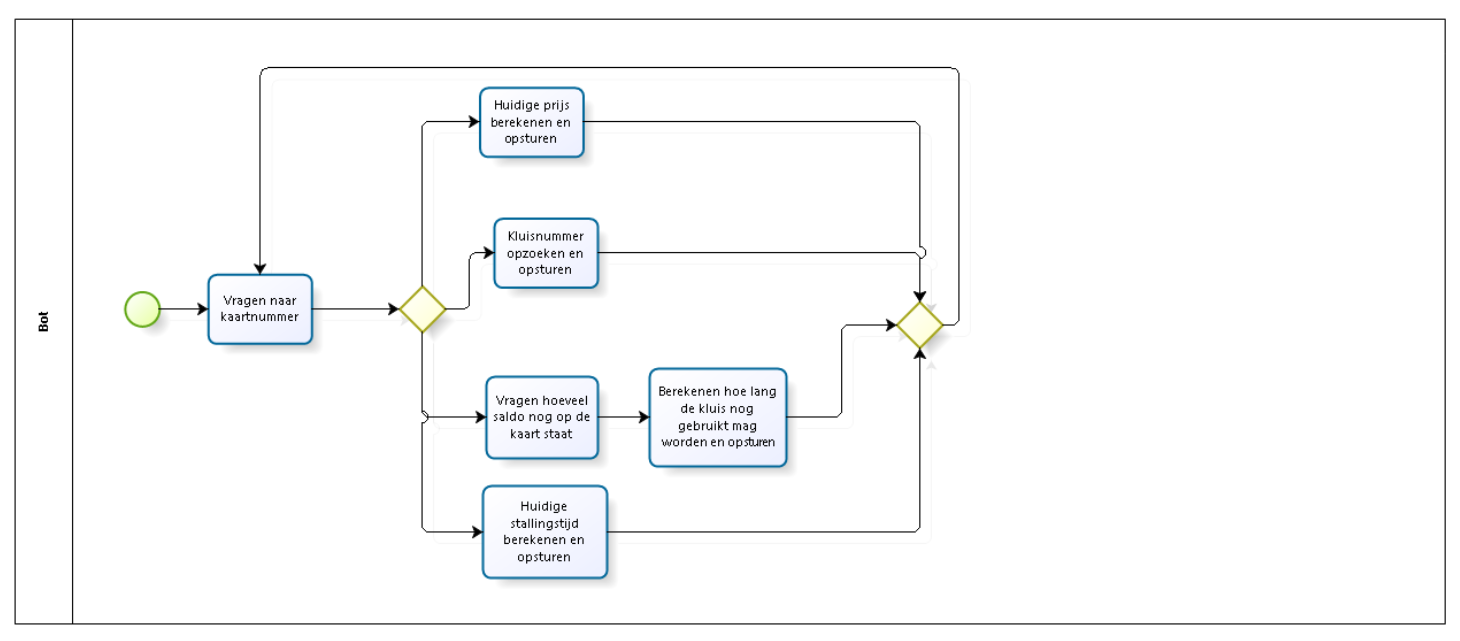 Bot
Huidige prijs
berekenen en
opsturen
Kluisnummer
opzoeken en
opsturen
Vragen naar
kaartnummer
Vragen hoeveel
saldo nog op de
kaart staat
Berekenen hoe lang
de kluis nog
gebruikt mag
worden en opsturen
Huidige
stallingstijd
berekenen en
opsturen